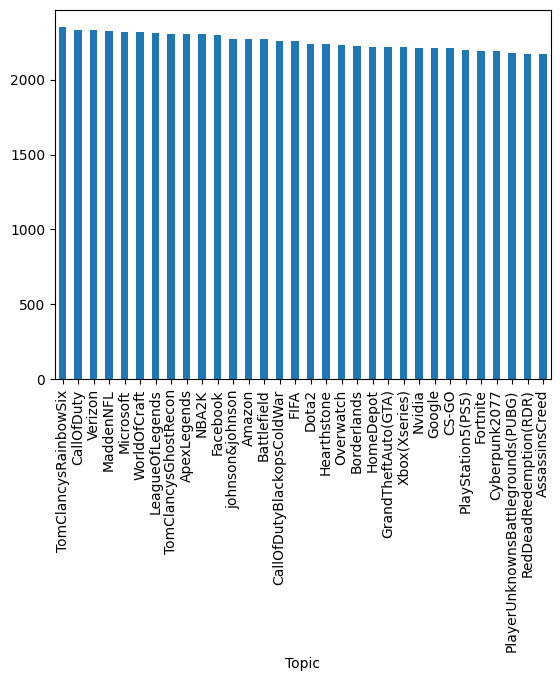 2000
1500
1000
500
0
TomClancysRainbowSix
CallOfDuty
Verizon
MaddenNFL
Microsoft
WorldOfCraft
LeagueOfLegends
TomClancysGhostRecon
ApexLegends
NBA2K
Facebook
johnson&johnson
Amazon
Battlefield
CallOfDutyBlackopsColdWar
FIFA
Dota2
Hearthstone
Overwatch
Borderlands
HomeDepot
GrandTheftAuto(GTA)
Xbox(Xseries)
Nvidia
Google
CS-GO
PlayStation5(PS5)
Fortnite
Cyberpunk2077
PlayerUnknownsBattlegrounds(PUBG)
RedDeadRedemption(RDR)
AssassinsCreed
Topic